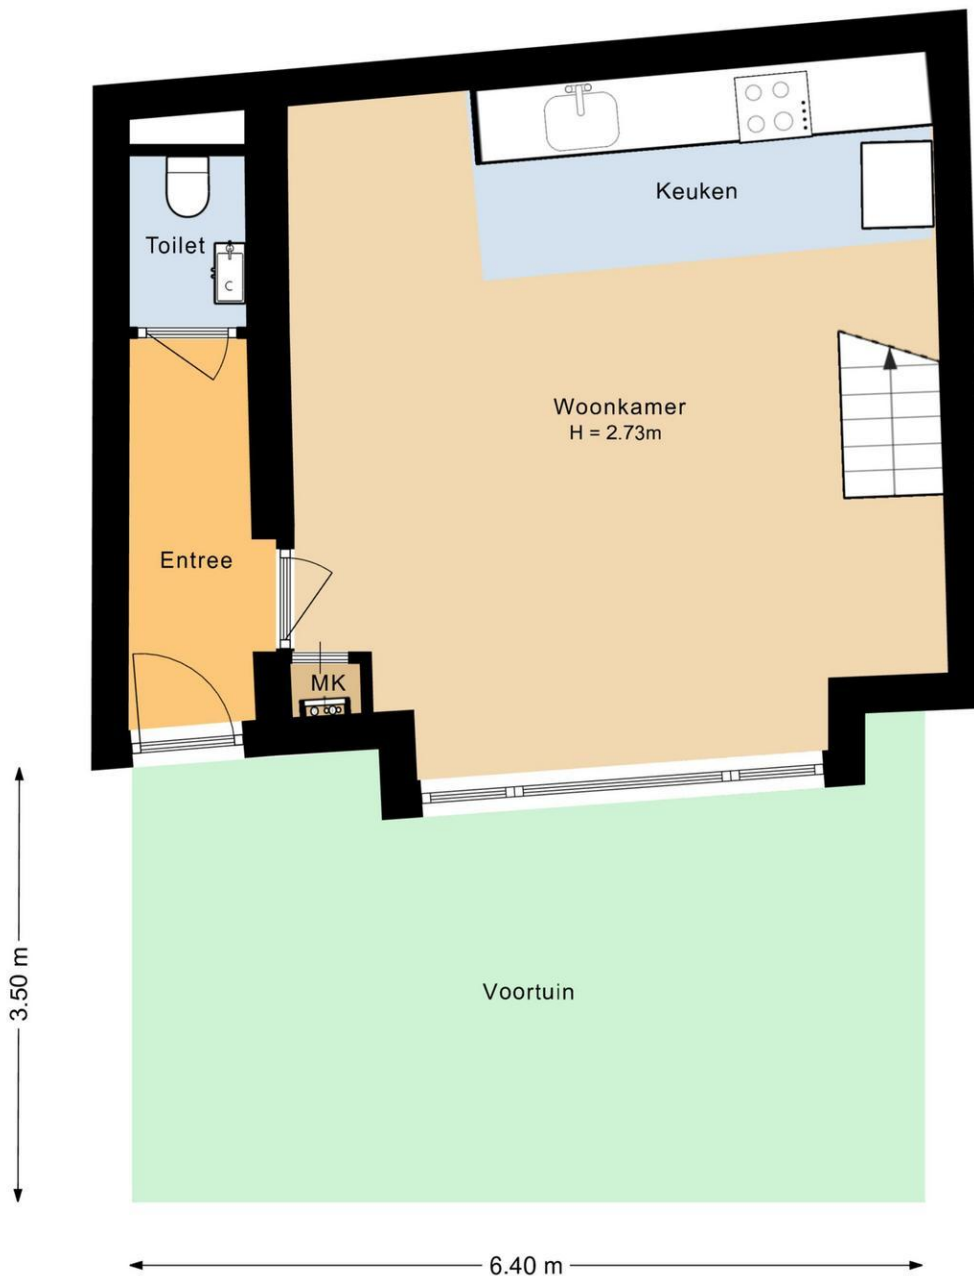 Keuken
Toilet
Woonkamer
H = 2.73m
Entree
MK
C
Voortuin
3.50 m
6.40 m